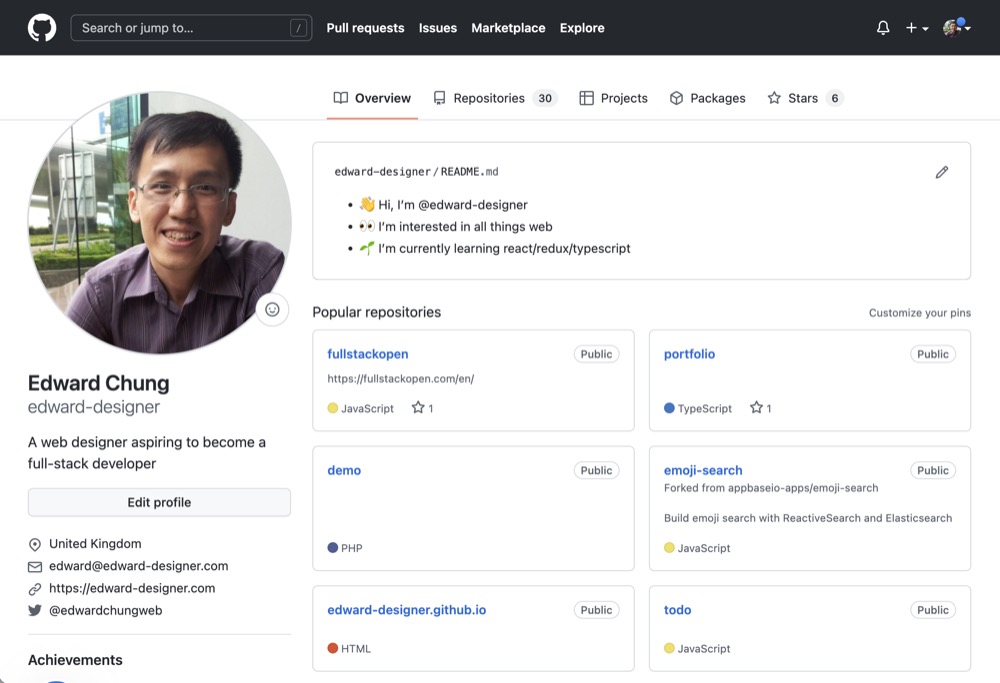 Search or jump to... /
Pull requests
Issues
Marketplace
Explore
Overview
Repositories 30
Projects
Packages
Stars 6
edward-designer/README.md
👋 Hi, I’m @edward-designer
👀 I’m interested in all things web
🌱 I’m currently learning react/redux/typescript
Edward Chung
edward-designer
A web designer aspiring to become a
full-stack developer
Edit profile
United Kingdom
edward@edward-designer.com
https://edward-designer.com
@edwardchungweb
Achievements
Popular repositories
Customize your pins
fullstackopen Public
https://fullstackopen.com/en/
JavaScript 1
portfolio Public
TypeScript 1
demo Public
PHP
emoji-search Public
Forked from appbaseio-apps/emoji-search
Build emoji search with ReactiveSearch and Elasticsearch
JavaScript
edward-designer.github.io Public
HTML
todo Public
JavaScript